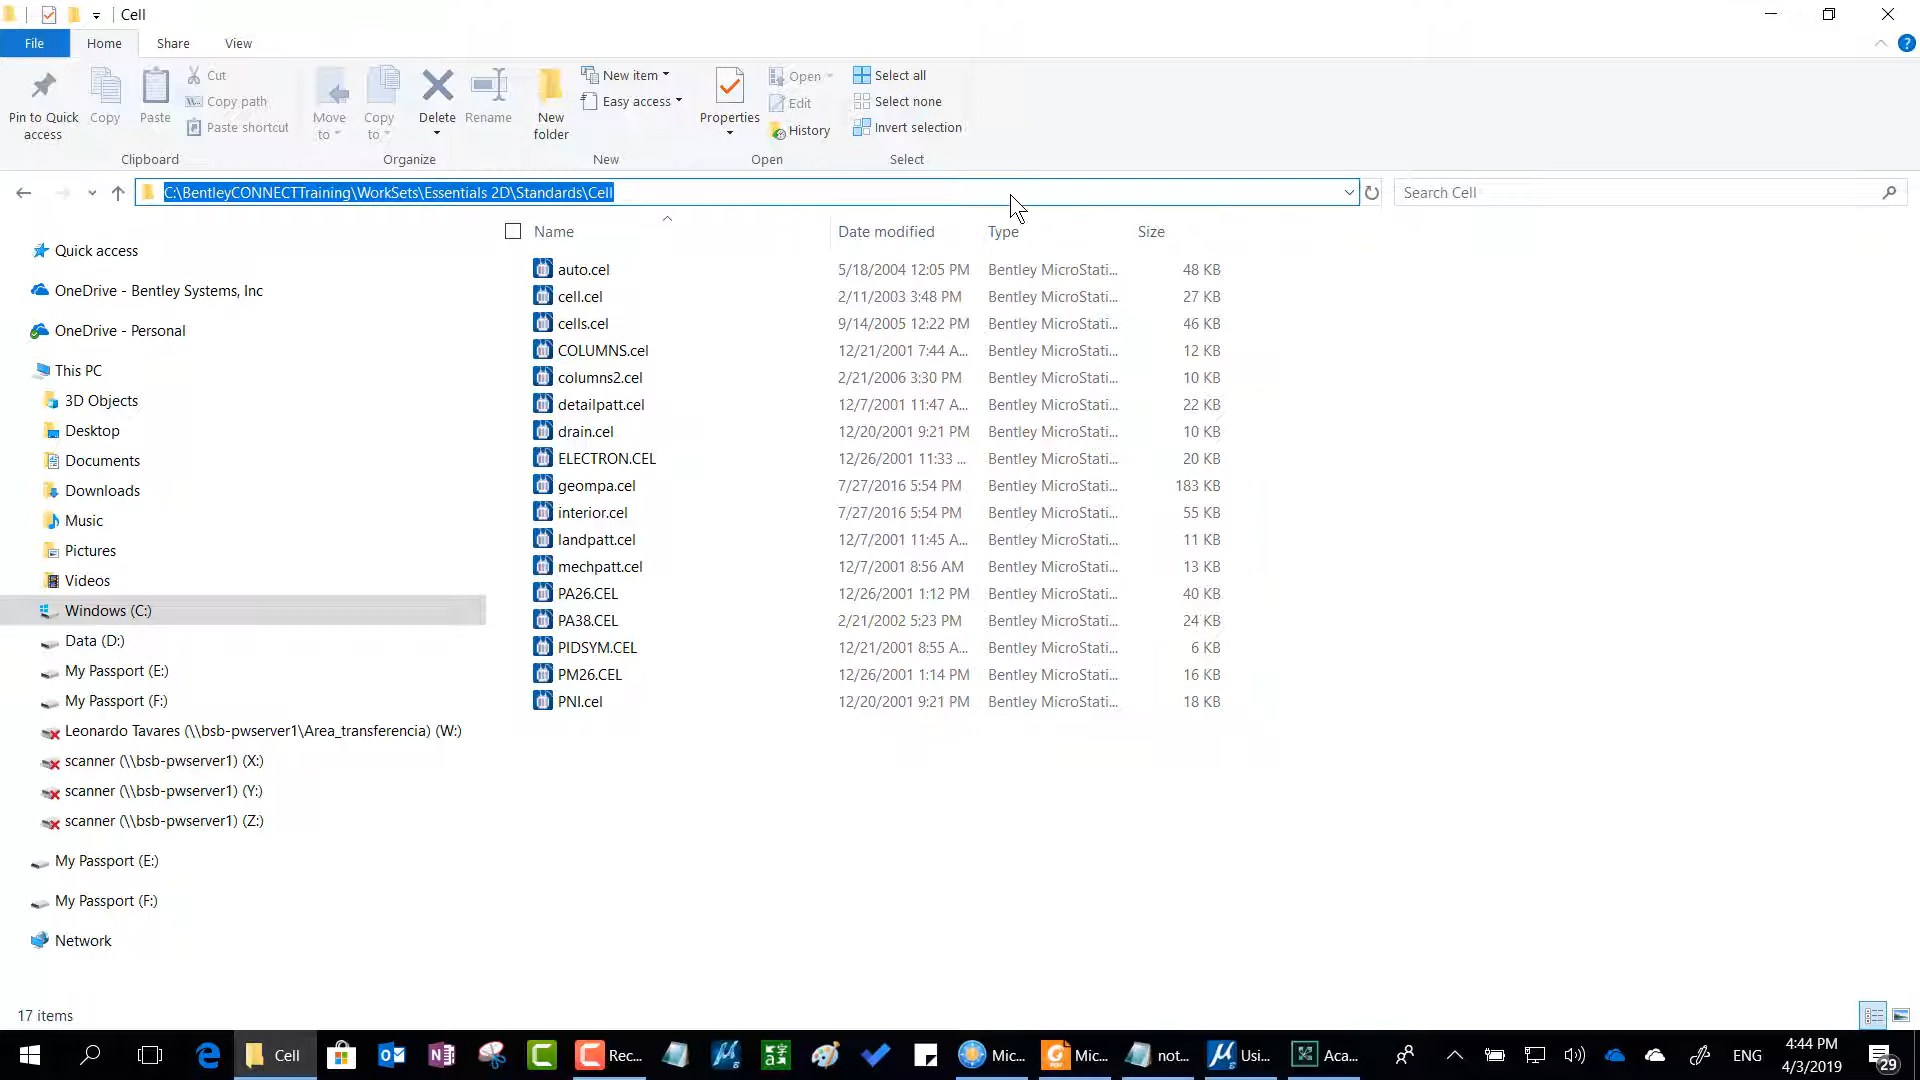 Cell
File Home Share View
Pin to Quick access
Copy
Paste
Cut
Copy path
Paste shortcut
Clipboard
Move to
Copy to
Delete
Rename
Organize
New folder
New item
Easy access
New
Properties
Open
Edit
History
Open
Select all
Select none
Invert selection
Select
C:\BentleyCONNECTTraining\WorkSets\Essentials 2D\Standards\Cell
Search Cell
Name Date modified Type Size
Quick access
OneDrive - Bentley Systems, Inc
OneDrive - Personal
This PC
3D Objects
Desktop
Documents
Downloads
Music
Pictures
Videos
Windows (C:)
Data (D:)
My Passport (E:)
My Passport (F:)
Leonardo Tavares (\\bsb-pwserver1\Area_transferencia) (W:)
scanner (\\bsb-pwserver1) (X:)
scanner (\\bsb-pwserver1) (Y:)
scanner (\\bsb-pwserver1) (Z:)
My Passport (E:)
My Passport (F:)
Network
auto.cel 5/18/2004 12:05 PM Bentley MicroStati... 48 KB
cell.cel 2/11/2003 3:48 PM Bentley MicroStati... 27 KB
cells.cel 9/14/2005 12:22 PM Bentley MicroStati... 46 KB
COLUMNS.cel 12/21/2001 7:44 A... Bentley MicroStati... 12 KB
columns2.cel 2/21/2006 3:30 PM Bentley MicroStati... 10 KB
detailpatt.cel 12/7/2001 11:47 A... Bentley MicroStati... 22 KB
drain.cel 12/20/2001 9:21 PM Bentley MicroStati... 10 KB
ELECTRON.CEL 12/26/2001 11:33 ... Bentley MicroStati... 20 KB
geompa.cel 7/27/2016 5:54 PM Bentley MicroStati... 183 KB
interior.cel 7/27/2016 5:54 PM Bentley MicroStati... 55 KB
landpatt.cel 12/7/2001 11:45 A... Bentley MicroStati... 11 KB
mechpatt.cel 12/7/2001 8:56 AM Bentley MicroStati... 13 KB
PA26.CEL 12/26/2001 1:12 PM Bentley MicroStati... 40 KB
PA38.CEL 2/21/2002 5:23 PM Bentley MicroStati... 24 KB
PIDSYM.CEL 12/21/2001 8:55 A... Bentley MicroStati... 6 KB
PM26.CEL 12/26/2001 1:14 PM Bentley MicroStati... 16 KB
PNI.cel 12/20/2001 9:21 PM Bentley MicroStati... 18 KB
17 items
Cell Rec... Mic... Mic... not... Usi... Aca... ENG
4:44 PM
4/3/2019
29